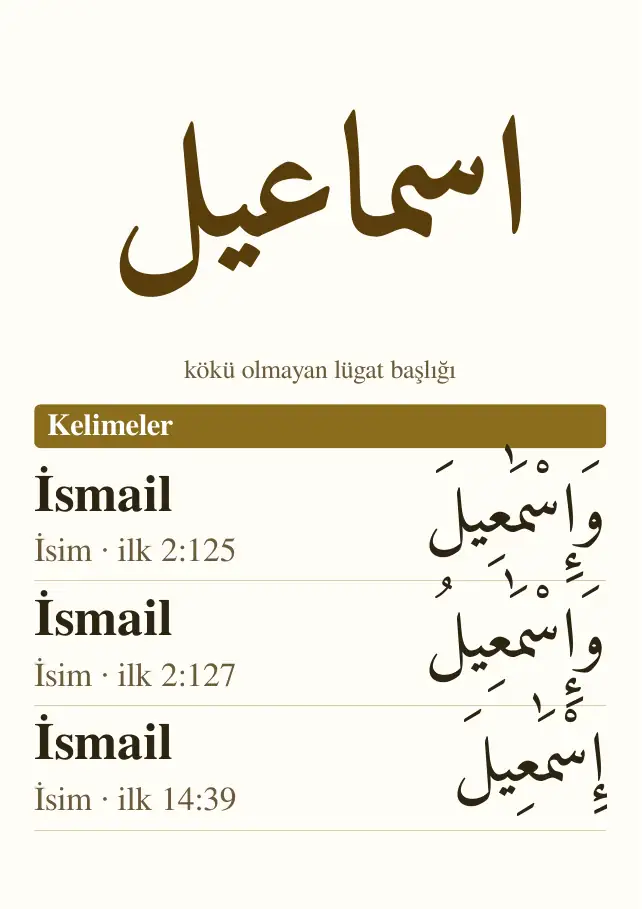 اسماعيل
kökü olmayan lügat başlığı
Kelimeler
İsmail وَإِسْمَٰعِيلَ
İsim · ilk 2:125
İsmail وَإِسْمَٰعِيلُ
İsim · ilk 2:127
İsmail إِسْمَٰعِيلَ
İsim · ilk 14:39